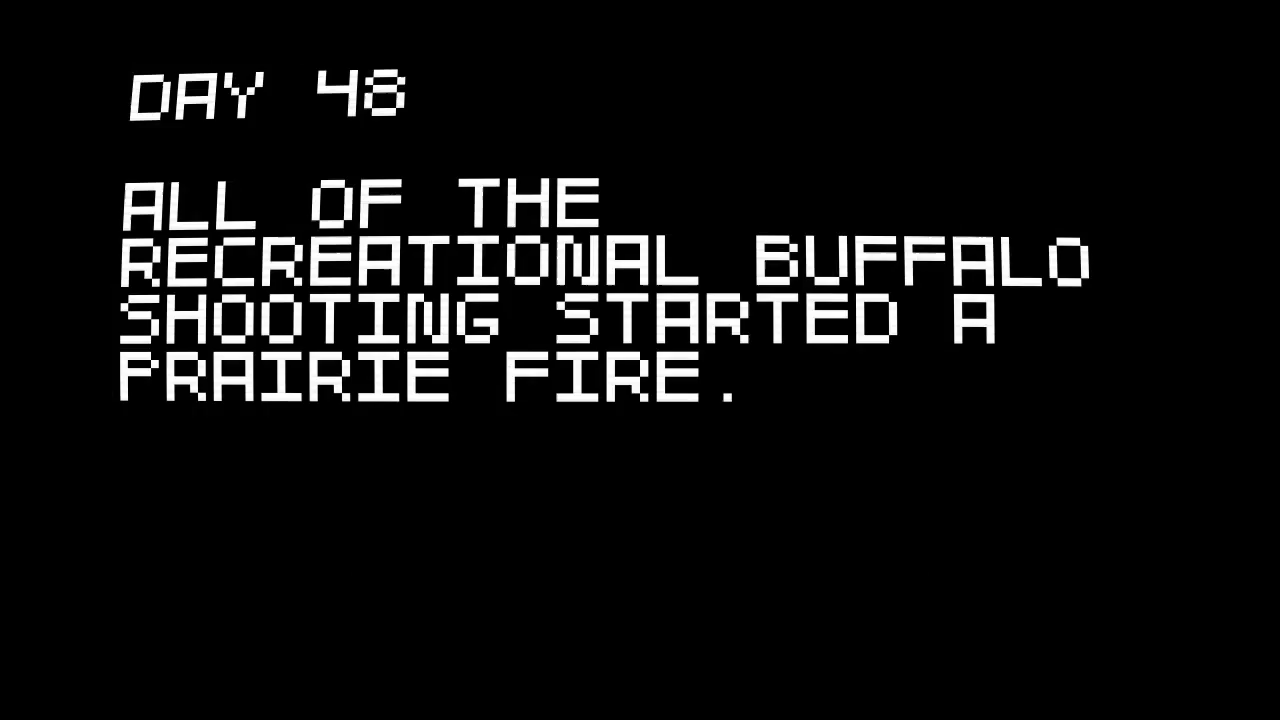 DAY 48
ALL OF THE
RECREATIONAL BUFFALO
SHOOTING STARTED A
PRAIRIE FIRE.